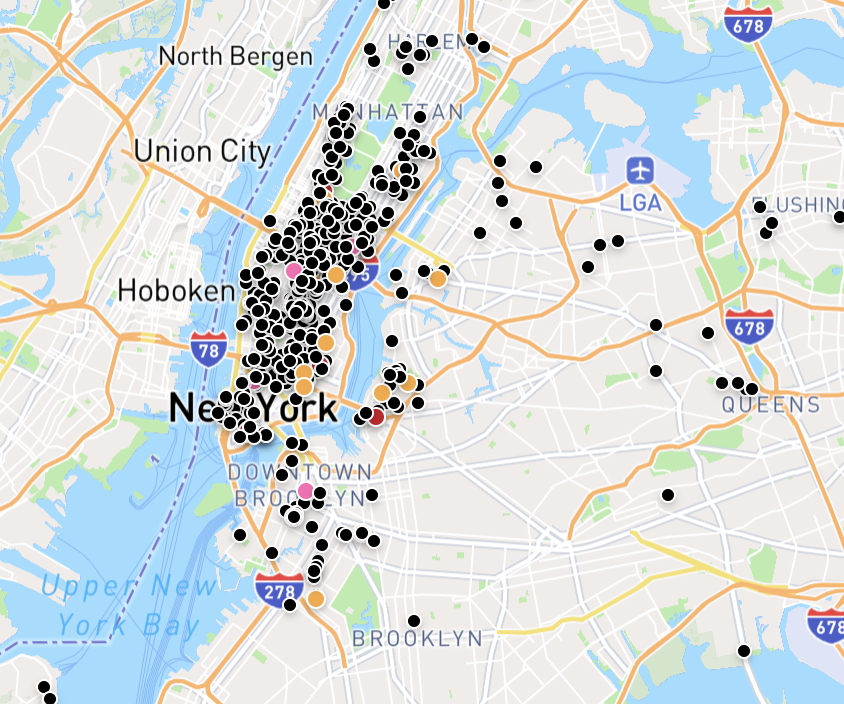 678
North Bergen
HARLEM
MANHATTAN
Union City
LGA
FLUSHING
Hoboken
678
78
QUEENS
New York
DOWNTOWN
BROOKLYN
278
Upper New
York Bay
678
BROOKLYN